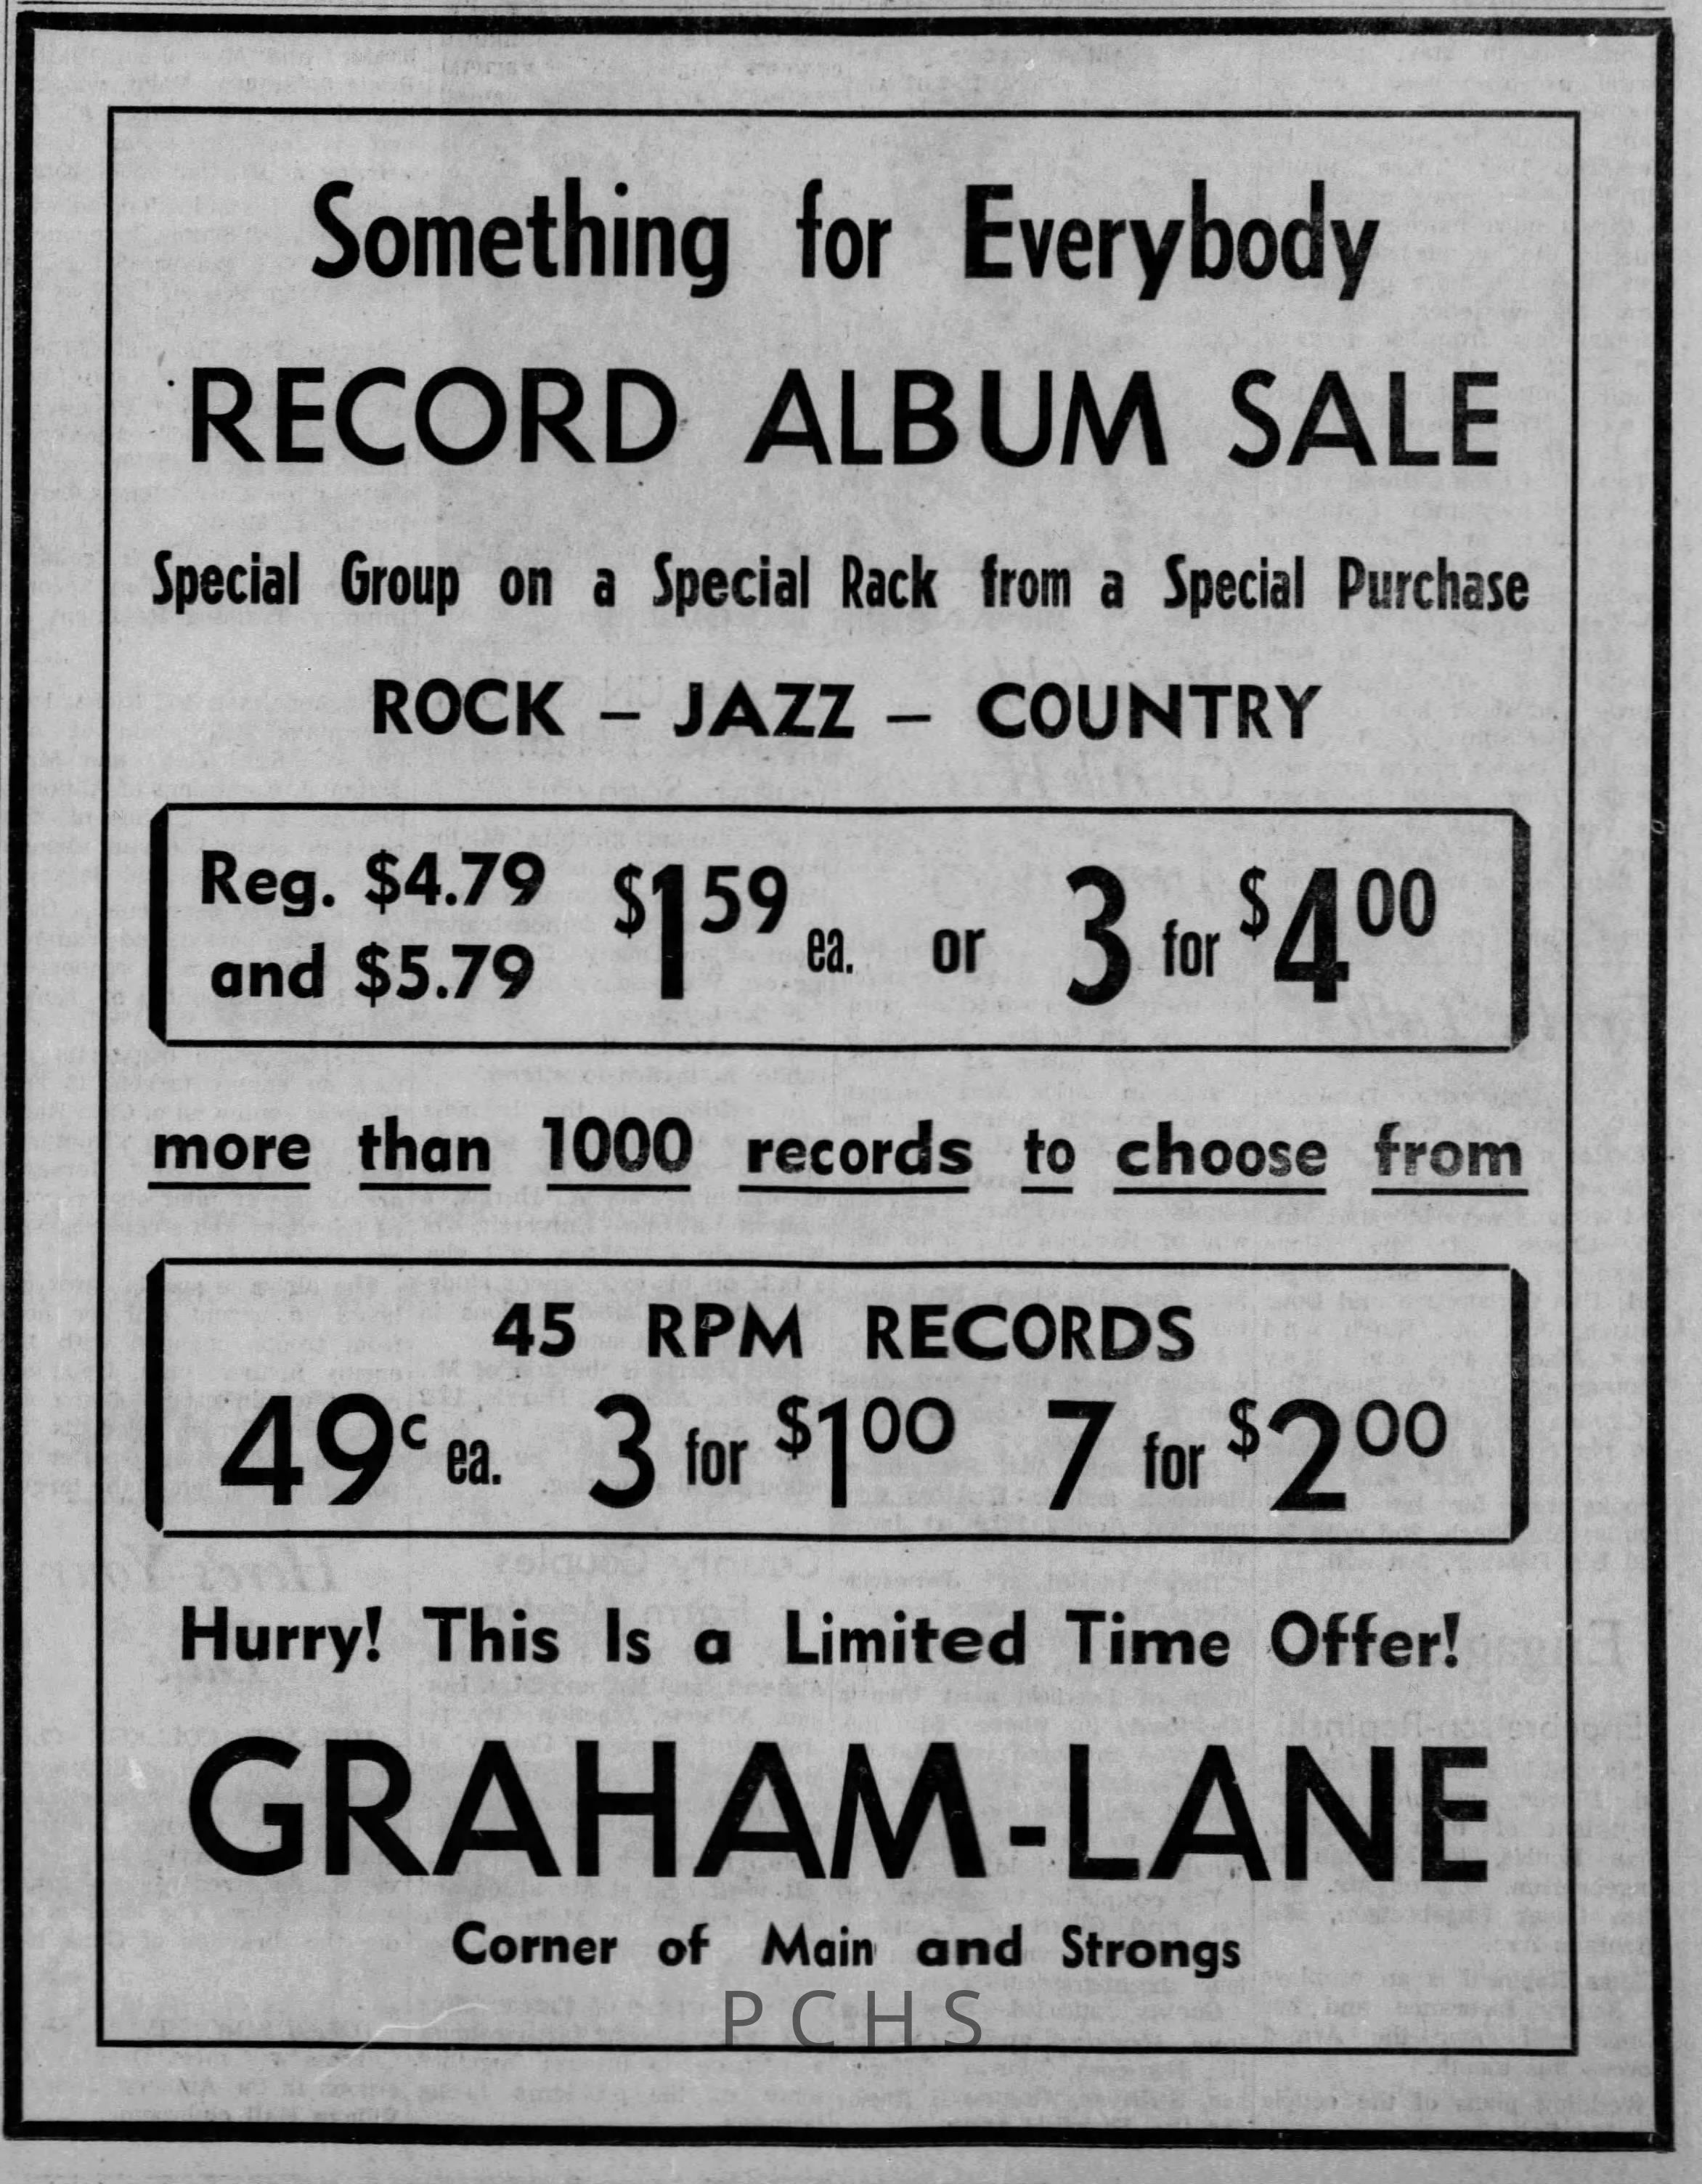 Something for Everybody
RECORD ALBUM SALE
Special Group on a Special Rack from a Special Purchase
ROCK – JAZZ – COUNTRY
Reg. $4.79
and $5.79
$1 59 ea. or 3 for $4 00
more than 1000 records to choose from
45 RPM RECORDS
49c ea. 3 for $1 00 7 for $2 00
Hurry! This Is a Limited Time Offer!
GRAHAM-LANE
Corner of Main and Strongs
PCHS